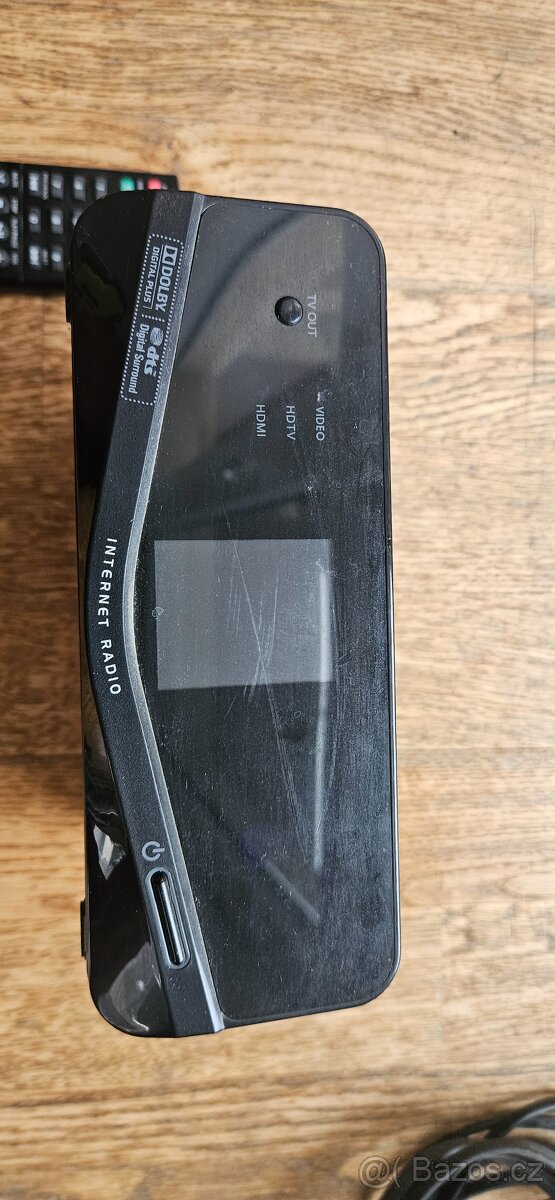 TV OUT
VIDEO
HDTV
HDMI
DOLBY
DIGITAL PLUS
dts
Digital Surround
INTERNET RADIO
@ Bazos.cz